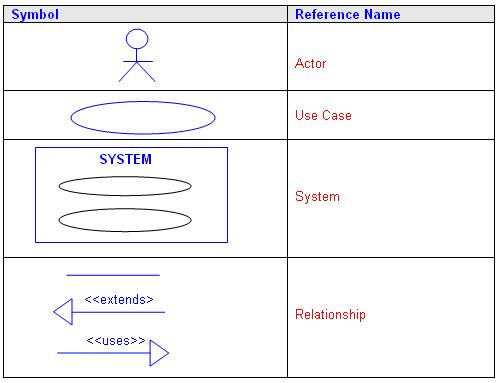 Symbol Reference Name
Actor
Use Case
SYSTEM
System
<<extends>
Relationship
<<uses>>